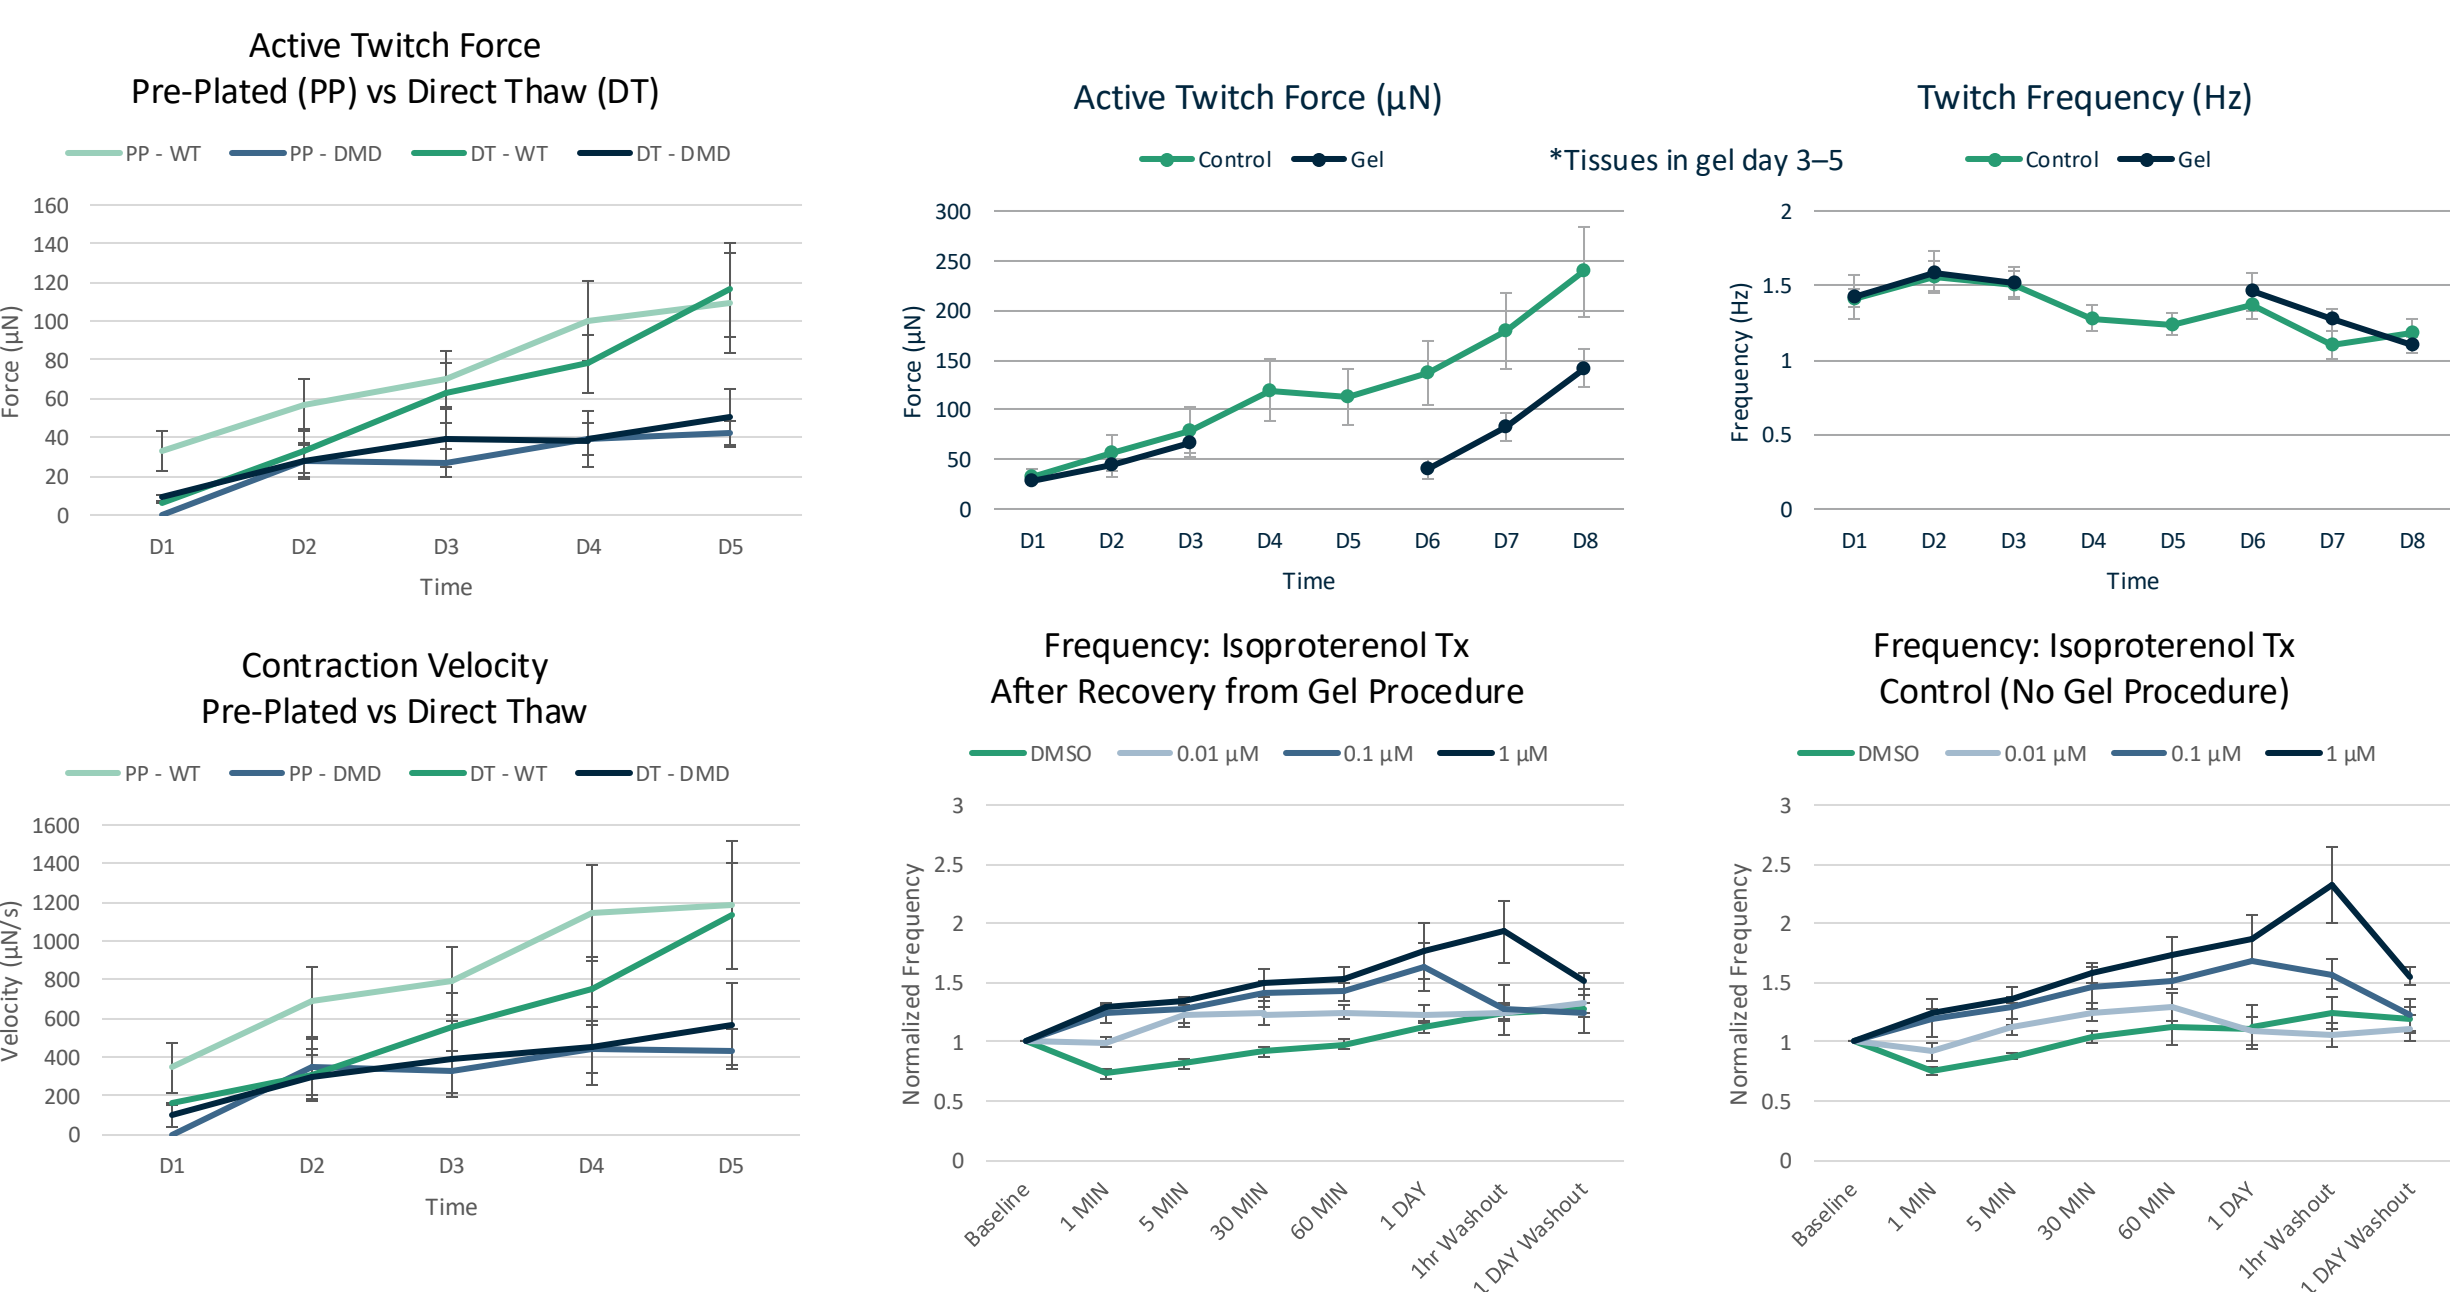 Active Twitch Force
Pre-Plated (PP) vs Direct Thaw (DT)
PP - WT PP - DMD DT - WT DT - DMD
160
140
120
100
80
60
40
20
0
Force (µN)
D1 D2 D3 D4 D5
Time
Active Twitch Force (µN)
Control Gel
300
250
200
150
100
50
0
Force (µN)
D1 D2 D3 D4 D5 D6 D7 D8
Time
*Tissues in gel day 3–5
Twitch Frequency (Hz)
Control Gel
2
1.5
1
0.5
0
Frequency (Hz)
D1 D2 D3 D4 D5 D6 D7 D8
Time
Contraction Velocity
Pre-Plated vs Direct Thaw
PP - WT PP - DMD DT - WT DT - DMD
1600
1400
1200
1000
800
600
400
200
0
Velocity (µN/s)
D1 D2 D3 D4 D5
Time
Frequency: Isoproterenol Tx
After Recovery from Gel Procedure
DMSO 0.01 µM 0.1 µM 1 µM
3
2.5
2
1.5
1
0.5
0
Normalized Frequency
Baseline 1 MIN 5 MIN 30 MIN 60 MIN 1 DAY 1hr Washout 1 DAY Washout
Frequency: Isoproterenol Tx
Control (No Gel Procedure)
DMSO 0.01 µM 0.1 µM 1 µM
3
2.5
2
1.5
1
0.5
0
Normalized Frequency
Baseline 1 MIN 5 MIN 30 MIN 60 MIN 1 DAY 1hr Washout 1 DAY Washout